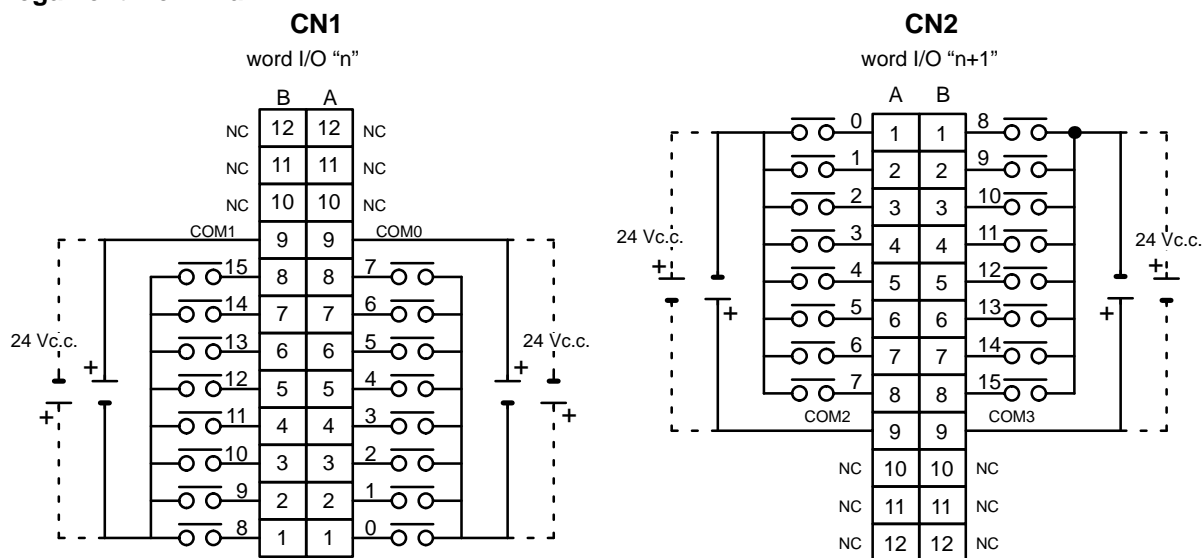 CN1
word I/O “n”
B A
NC 12 12 NC
NC 11 11 NC
NC 10 10 NC
COM1 9 9 COM0
15 8 8 7
14 7 7 6
13 6 6 5
24 Vc.c. 24 Vc.c.
+ +
12 5 5 4
+ +
11 4 4 3
10 3 3 2
9 2 2 1
8 1 1 0
CN2
word I/O “n+1”
A B
0 1 1 8
1 2 2 9
2 3 3 10
3 4 4 11
24 Vc.c. 24 Vc.c.
+ +
4 5 5 12
+ +
5 6 6 13
6 7 7 14
7 8 8 15
COM2 9 9 COM3
NC 10 10 NC
NC 11 11 NC
NC 12 12 NC